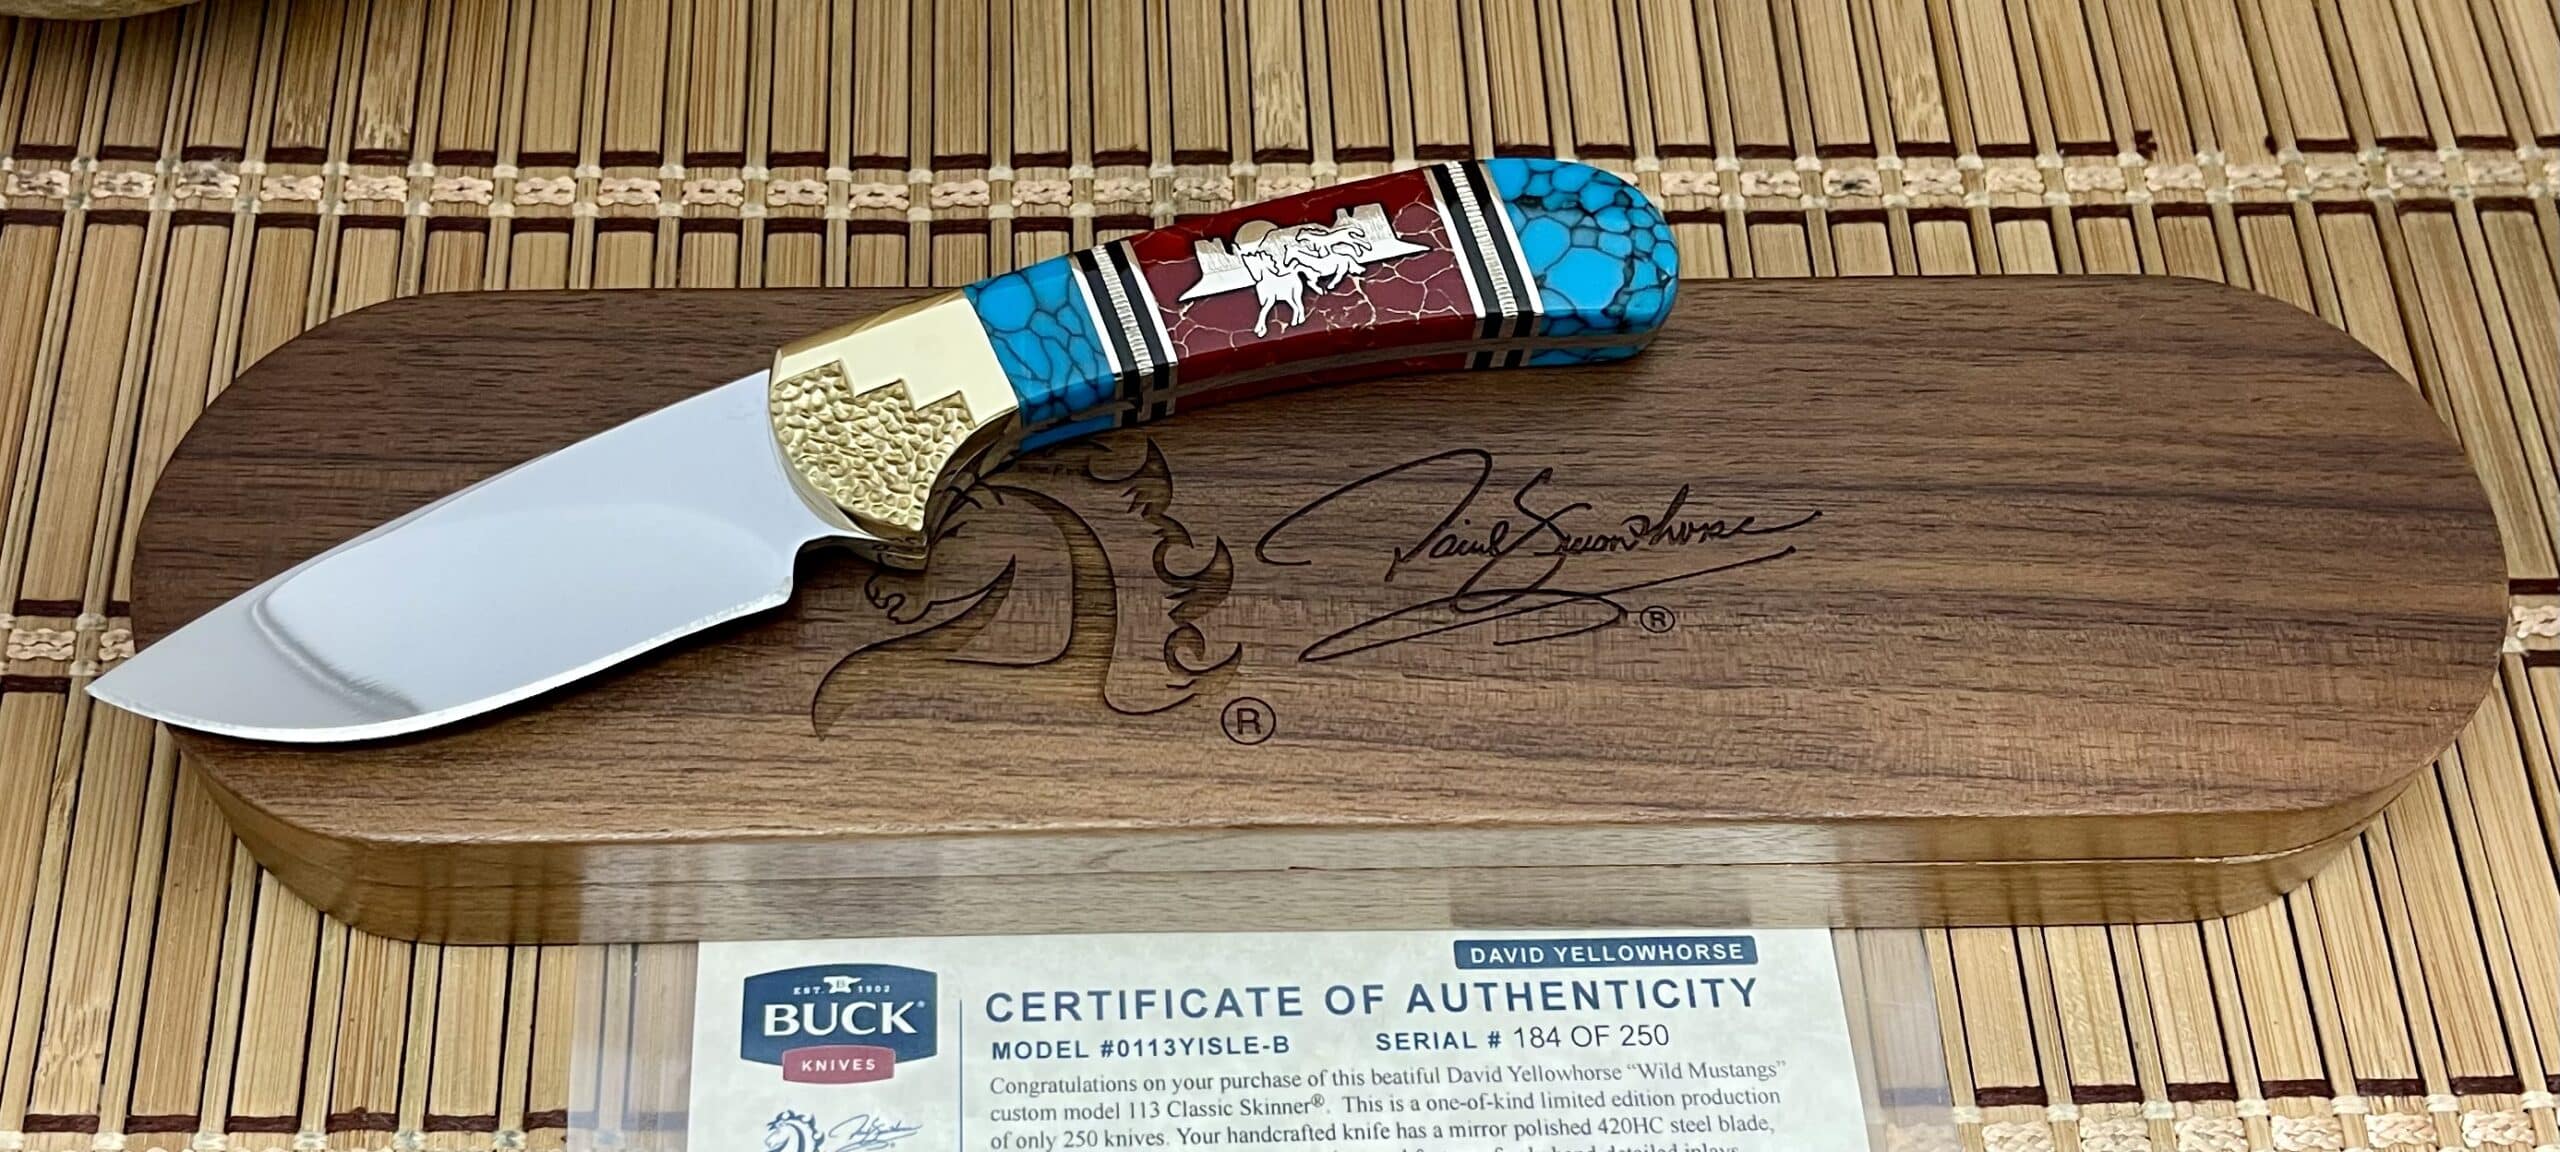 David Yellowhorse
®
®
DAVID YELLOWHORSE
EST. B 1902
BUCK®
KNIVES
CERTIFICATE OF AUTHENTICITY
MODEL #0113YISLE-B SERIAL # 184 OF 250
Congratulations on your purchase of this beatiful David Yellowhorse “Wild Mustangs”
custom model 113 Classic Skinner®. This is a one-of-kind limited edition production
of only 250 knives. Your handcrafted knife has a mirror polished 420HC steel blade,